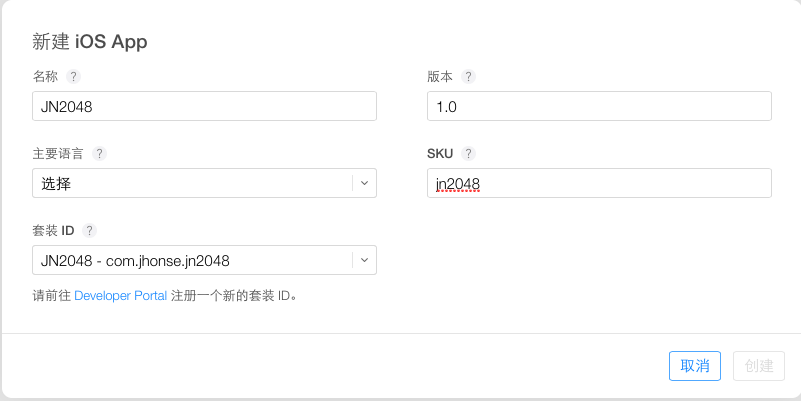 新建 iOS App
名称 ?
版本 ?
JN2048
1.0
主要语言 ?
SKU ?
选择
jn2048
套装 ID ?
JN2048 - com.jhonse.jn2048
请前往 Developer Portal 注册一个新的套装 ID。
取消
创建